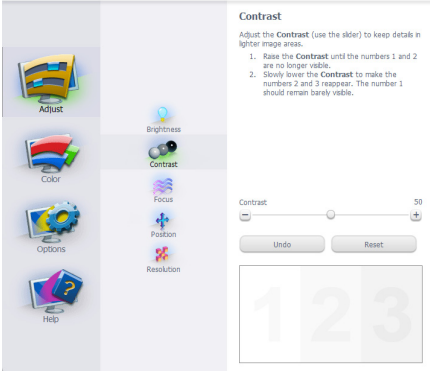 Contrast
Adjust the Contrast (use the slider) to keep details in
lighter image areas.
1. Raise the Contrast until the numbers 1 and 2
are no longer visible.
2. Slowly lower the Contrast to make the
numbers 2 and 3 reappear. The number 1
should remain barely visible.
Adjust
Color
Options
Help
Brightness
Contrast
Focus
Position
Resolution
Contrast 50
Undo Reset
1 2 3